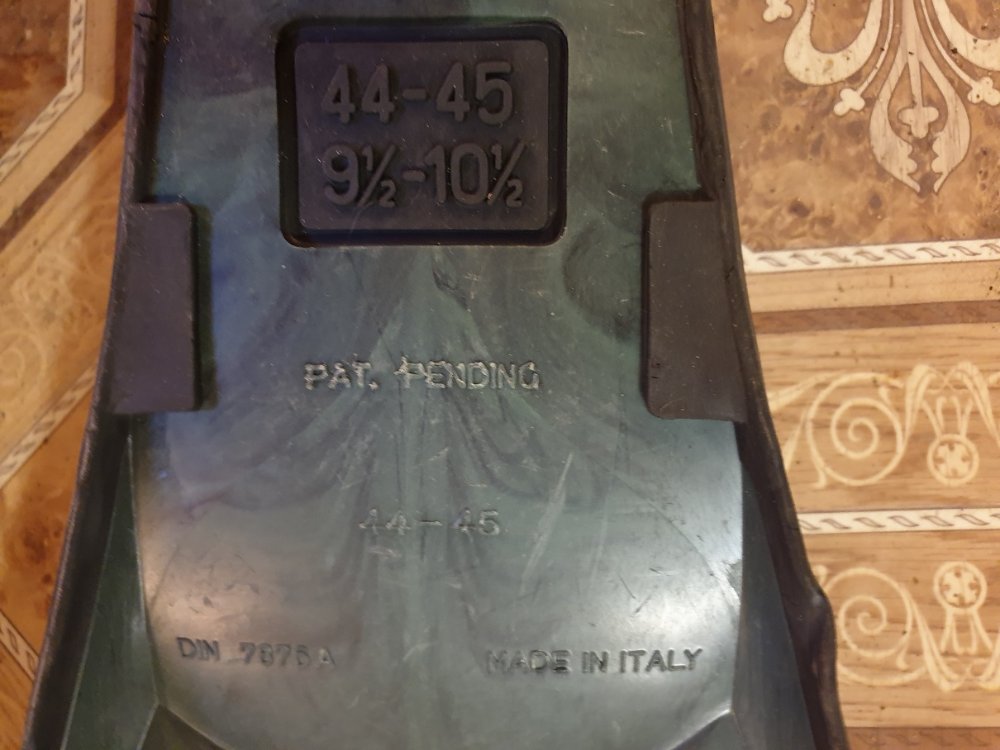 44-45
9½-10½
PAT. PENDING
44-45
DIN 7876 A
MADE IN ITALY